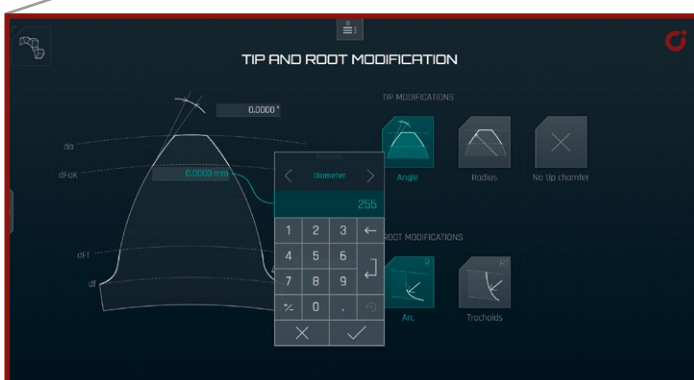 TIP AND ROOT MODIFICATION
TIP MODIFICATIONS
0.0000 °
da
dFaK
0.0000 mm
Diameter
255
Angle
Radius
No tip chamfer
1 2 3
4 5 6
7 8 9
% 0 .
ROOT MODIFICATIONS
dFf
df
R
Rf
Arc
Trochoids